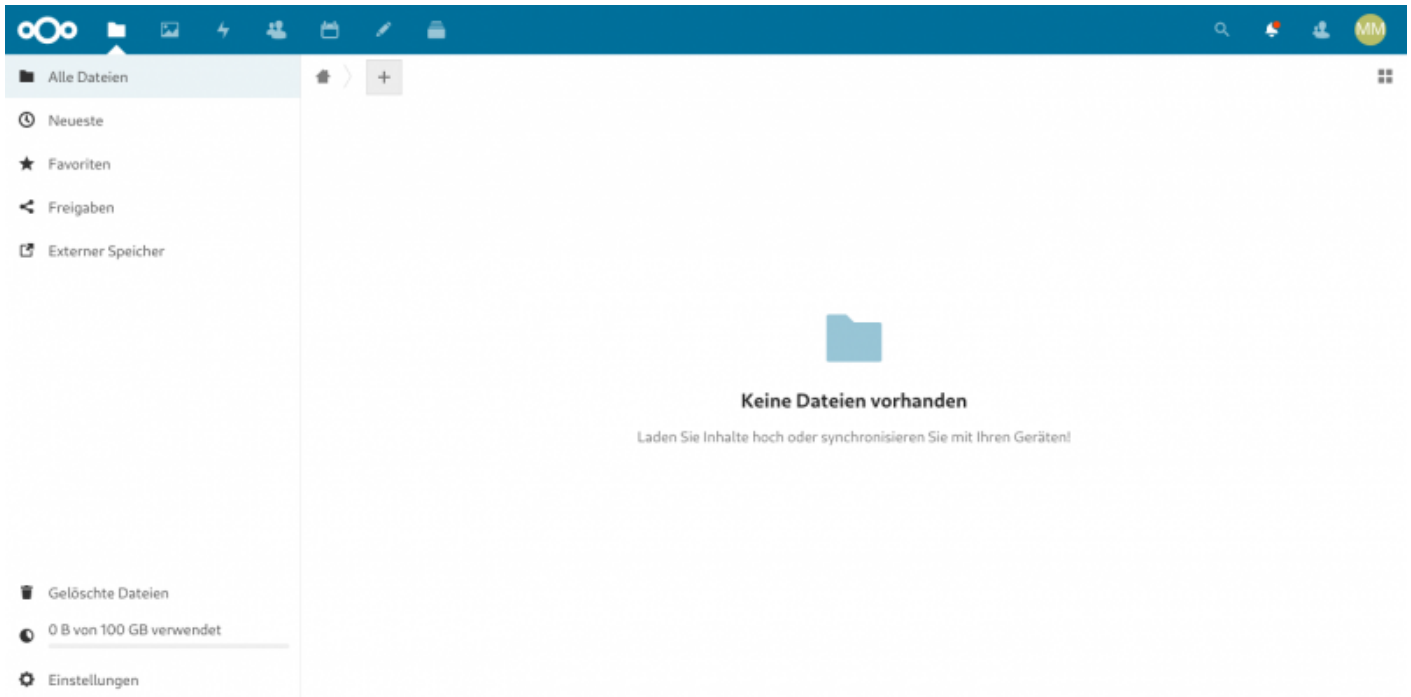 MM
Alle Dateien
+
Neueste
Favoriten
Freigaben
Externer Speicher
Keine Dateien vorhanden
Laden Sie Inhalte hoch oder synchronisieren Sie mit Ihren Geräten!
Gelöschte Dateien
0 B von 100 GB verwendet
Einstellungen